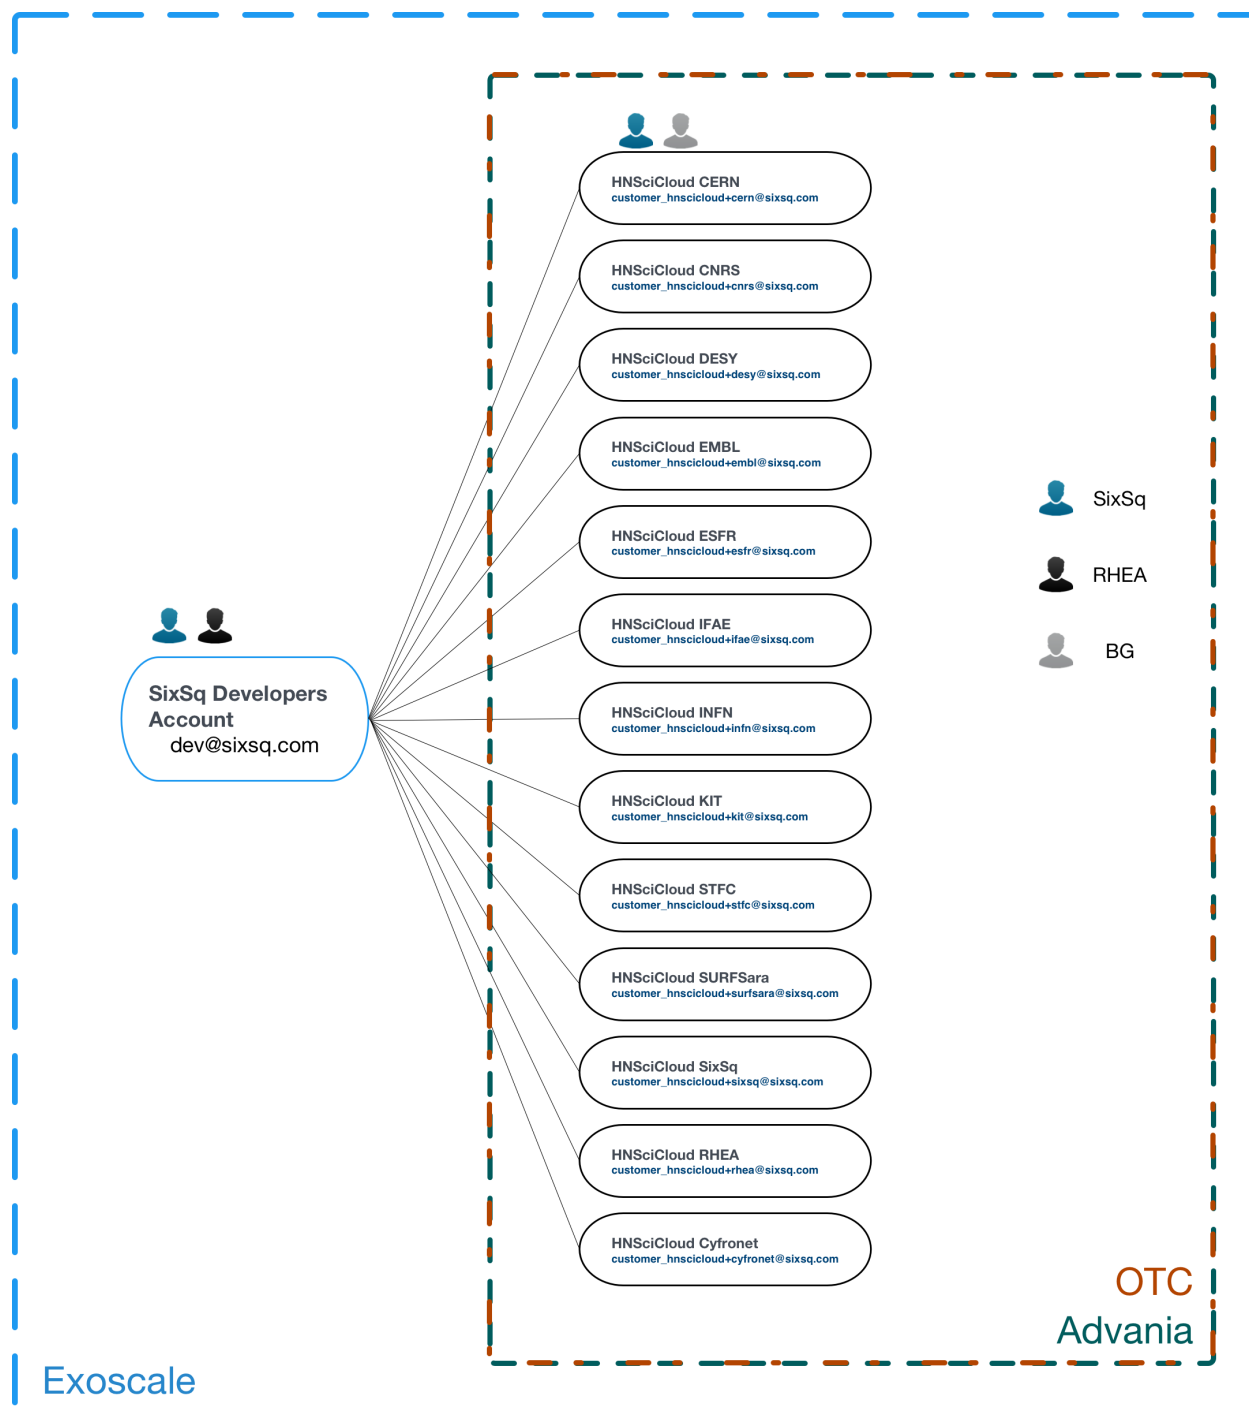 HNSciCloud CERN
customer_hnscicloud+cern@sixsq.com
HNSciCloud CNRS
customer_hnscicloud+cnrs@sixsq.com
HNSciCloud DESY
customer_hnscicloud+desy@sixsq.com
HNSciCloud EMBL
customer_hnscicloud+embl@sixsq.com
HNSciCloud ESFR
customer_hnscicloud+esfr@sixsq.com
HNSciCloud IFAE
customer_hnscicloud+ifae@sixsq.com
HNSciCloud INFN
customer_hnscicloud+infn@sixsq.com
HNSciCloud KIT
customer_hnscicloud+kit@sixsq.com
HNSciCloud STFC
customer_hnscicloud+stfc@sixsq.com
HNSciCloud SURFSara
customer_hnscicloud+surfsara@sixsq.com
HNSciCloud SixSq
customer_hnscicloud+sixsq@sixsq.com
HNSciCloud RHEA
customer_hnscicloud+rhea@sixsq.com
HNSciCloud Cyfronet
customer_hnscicloud+cyfronet@sixsq.com
SixSq Developers
Account
dev@sixsq.com
SixSq
RHEA
BG
OTC
Advania
Exoscale